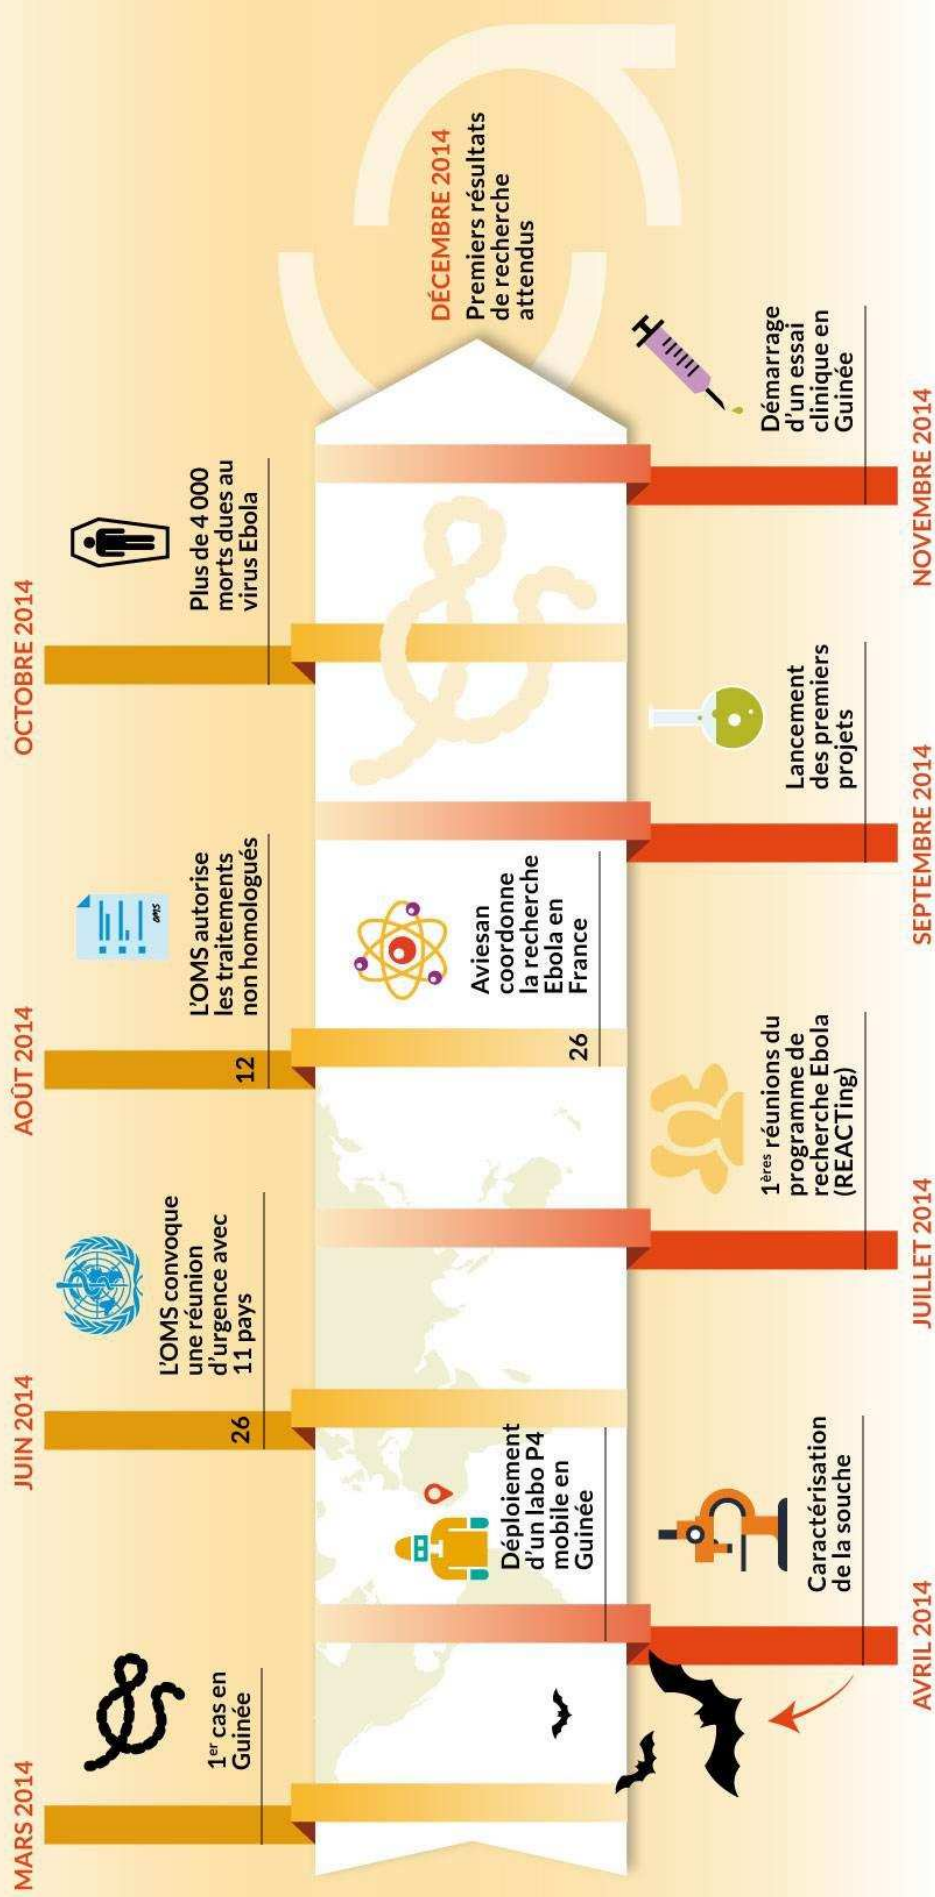 MARS 2014
1er cas en
Guinée
AVRIL 2014
Déploiement
d'un labo P4
mobile en
Guinée
Caractérisation
de la souche
JUIN 2014
26
L'OMS convoque
une réunion
d'urgence avec
11 pays
JUILLET 2014
1ères réunions du
programme de
recherche Ebola
(REACTing)
AOÛT 2014
12
L'OMS autorise
les traitements
non homologués
OMS
26
Aviesan
coordonne
la recherche
Ebola en
France
SEPTEMBRE 2014
Lancement
des premiers
projets
OCTOBRE 2014
Plus de 4 000
morts dues au
virus Ebola
NOVEMBRE 2014
Démarrage
d'un essai
clinique en
Guinée
DÉCEMBRE 2014
Premiers résultats
de recherche
attendus